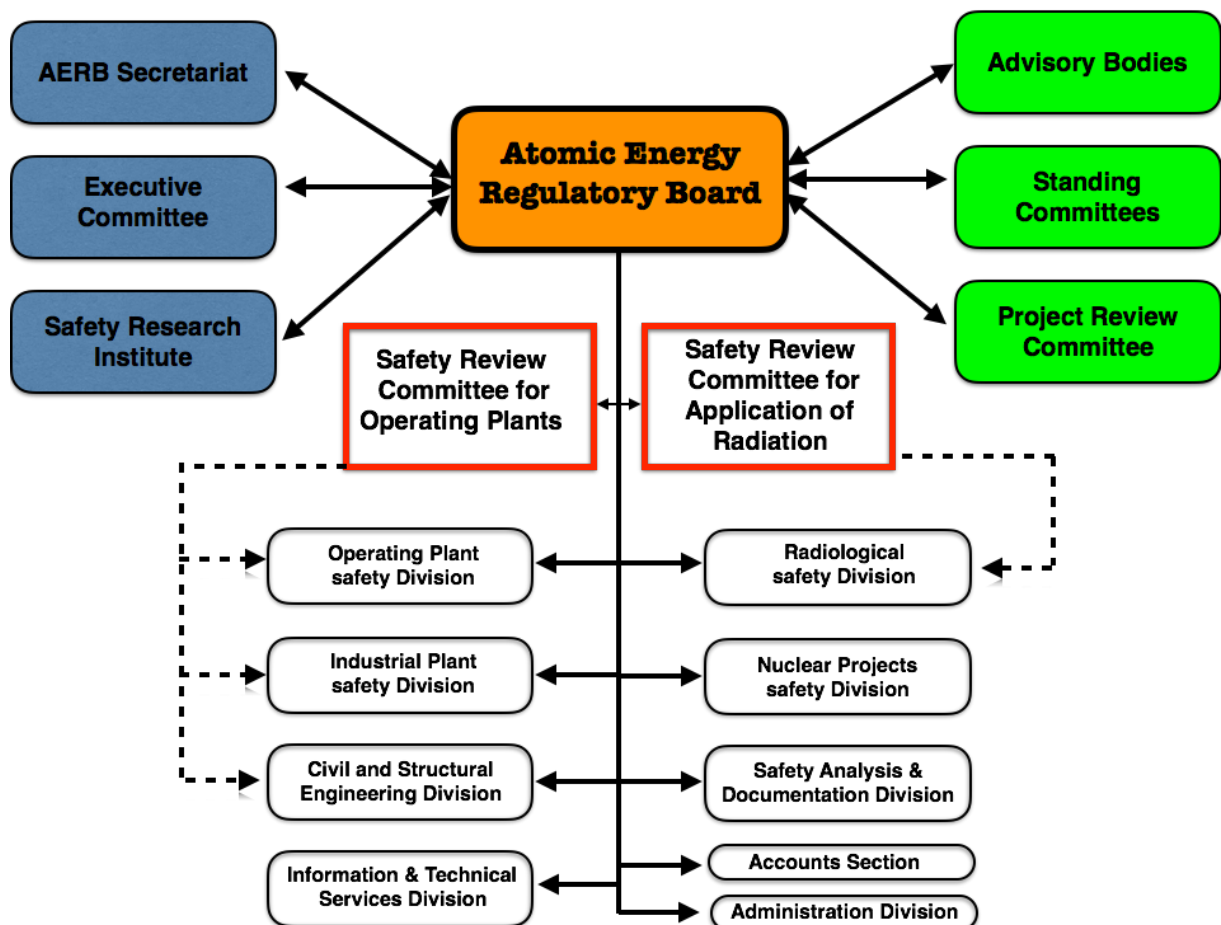 AERB Secretariat
Advisory Bodies
Atomic Energy
Regulatory Board
Executive
Committee
Standing
Committees
Safety Research
Institute
Project Review
Committee
Safety Review
Committee for
Operating Plants
Safety Review
Committee for
Application of
Radiation
Operating Plant
safety Division
Radiological
safety Division
Industrial Plant
safety Division
Nuclear Projects
safety Division
Civil and Structural
Engineering Division
Safety Analysis &
Documentation Division
Information & Technical
Services Division
Accounts Section
Administration Division